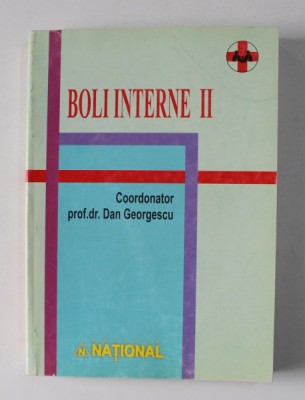 BOLI INTERNE II
Coordonator
prof.dr. Dan Georgescu
N NAȚIONAL